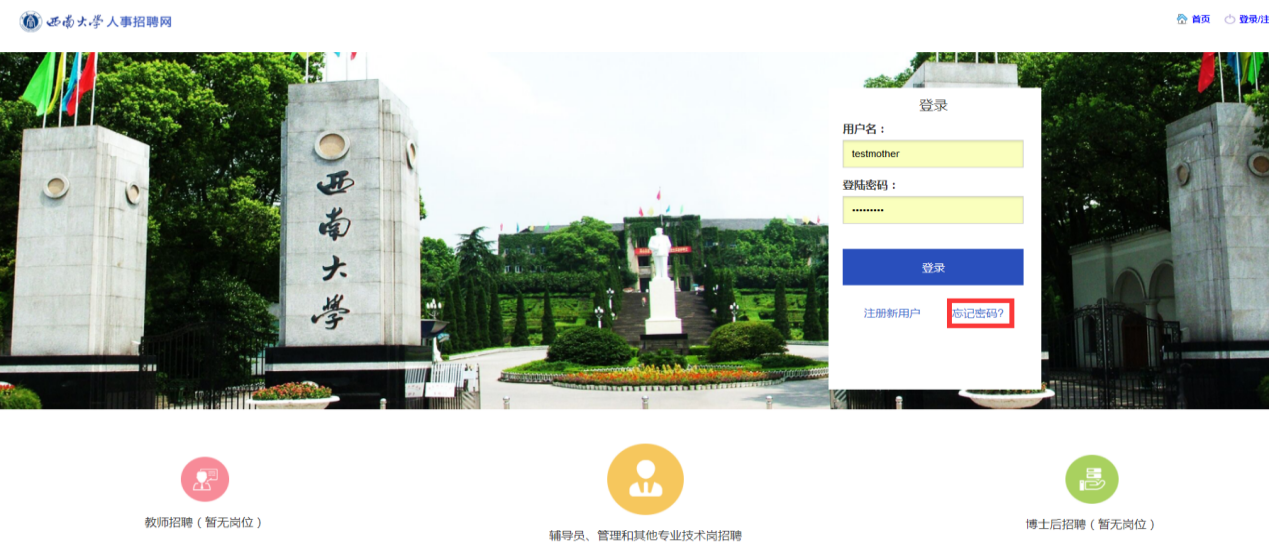 西南大学 人事招聘网
首页 登录/注
西南大學
登录
用户名：
testmother
登陆密码：
•••••••••
登录
注册新用户 忘记密码?
教师招聘（暂无岗位）
辅导员、管理和其他专业技术岗招聘
博士后招聘（暂无岗位）